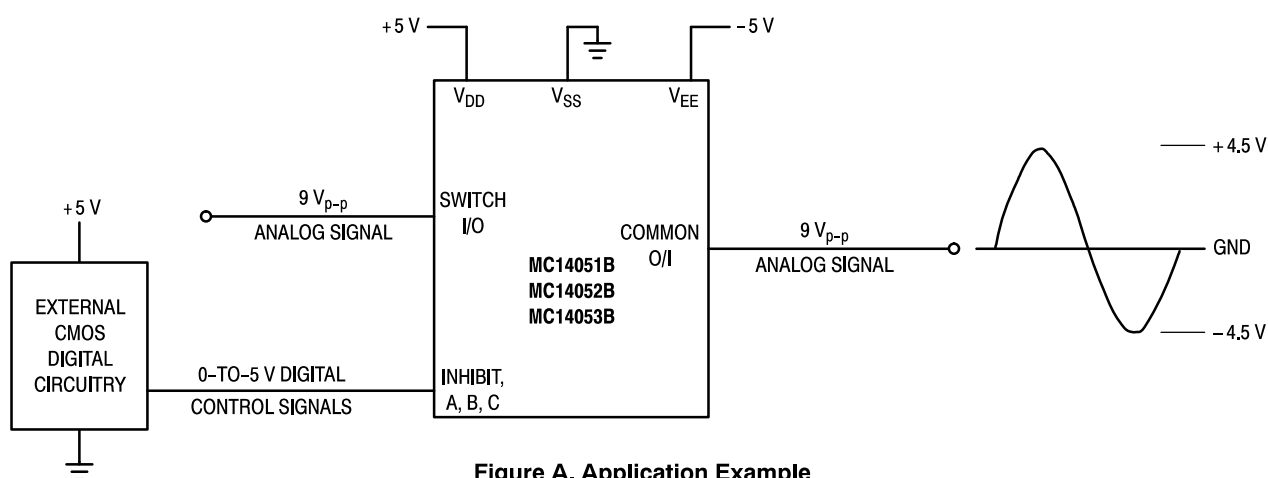 +5 V
−5 V
VDD
VSS
VEE
+4.5 V
9 Vp−p
SWITCH
I/O
ANALOG SIGNAL
+5 V
COMMON
O/I
9 Vp−p
ANALOG SIGNAL
GND
MC14051B
MC14052B
MC14053B
EXTERNAL
CMOS
DIGITAL
CIRCUITRY
−4.5 V
0−TO−5 V DIGITAL
CONTROL SIGNALS
INHIBIT,
A, B, C
Figure A. Application Example